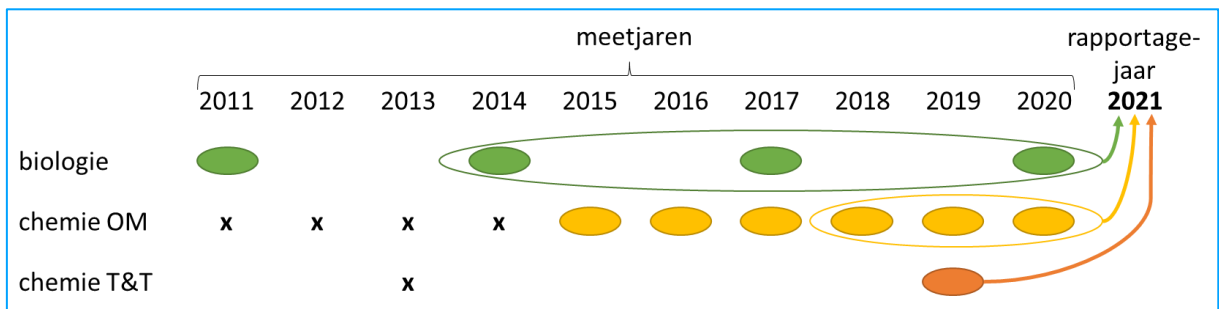 meetjaren
rapportage-
jaar
2011 2012 2013 2014 2015 2016 2017 2018 2019 2020 2021
biologie
chemie OM x x x x
chemie T&T x